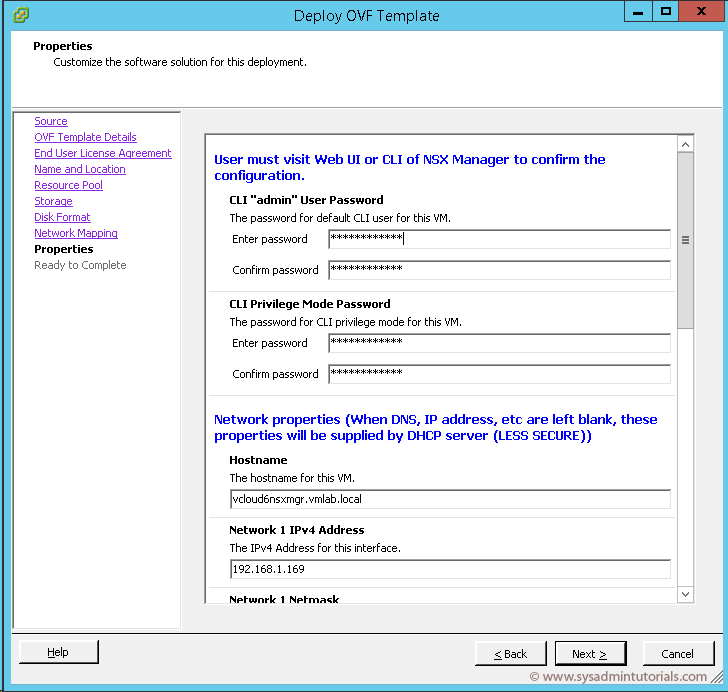 Deploy OVF Template
Properties
Customize the software solution for this deployment.
Source
OVF Template Details
End User License Agreement
Name and Location
Resource Pool
Storage
Disk Format
Network Mapping
Properties
Ready to Complete
User must visit Web UI or CLI of NSX Manager to confirm the
configuration.
CLI "admin" User Password
The password for default CLI user for this VM.
Enter password ************
Confirm password ************
CLI Privilege Mode Password
The password for CLI privilege mode for this VM.
Enter password ************
Confirm password ************
Network properties (When DNS, IP address, etc are left blank, these
properties will be supplied by DHCP server (LESS SECURE))
Hostname
The hostname for this VM.
vcloud6nsxmgr.vmlab.local
Network 1 IPv4 Address
The IPv4 Address for this interface.
192.168.1.169
Network 1 Netmask
Help
< Back
Next >
Cancel
© www.sysadmintutorials.com